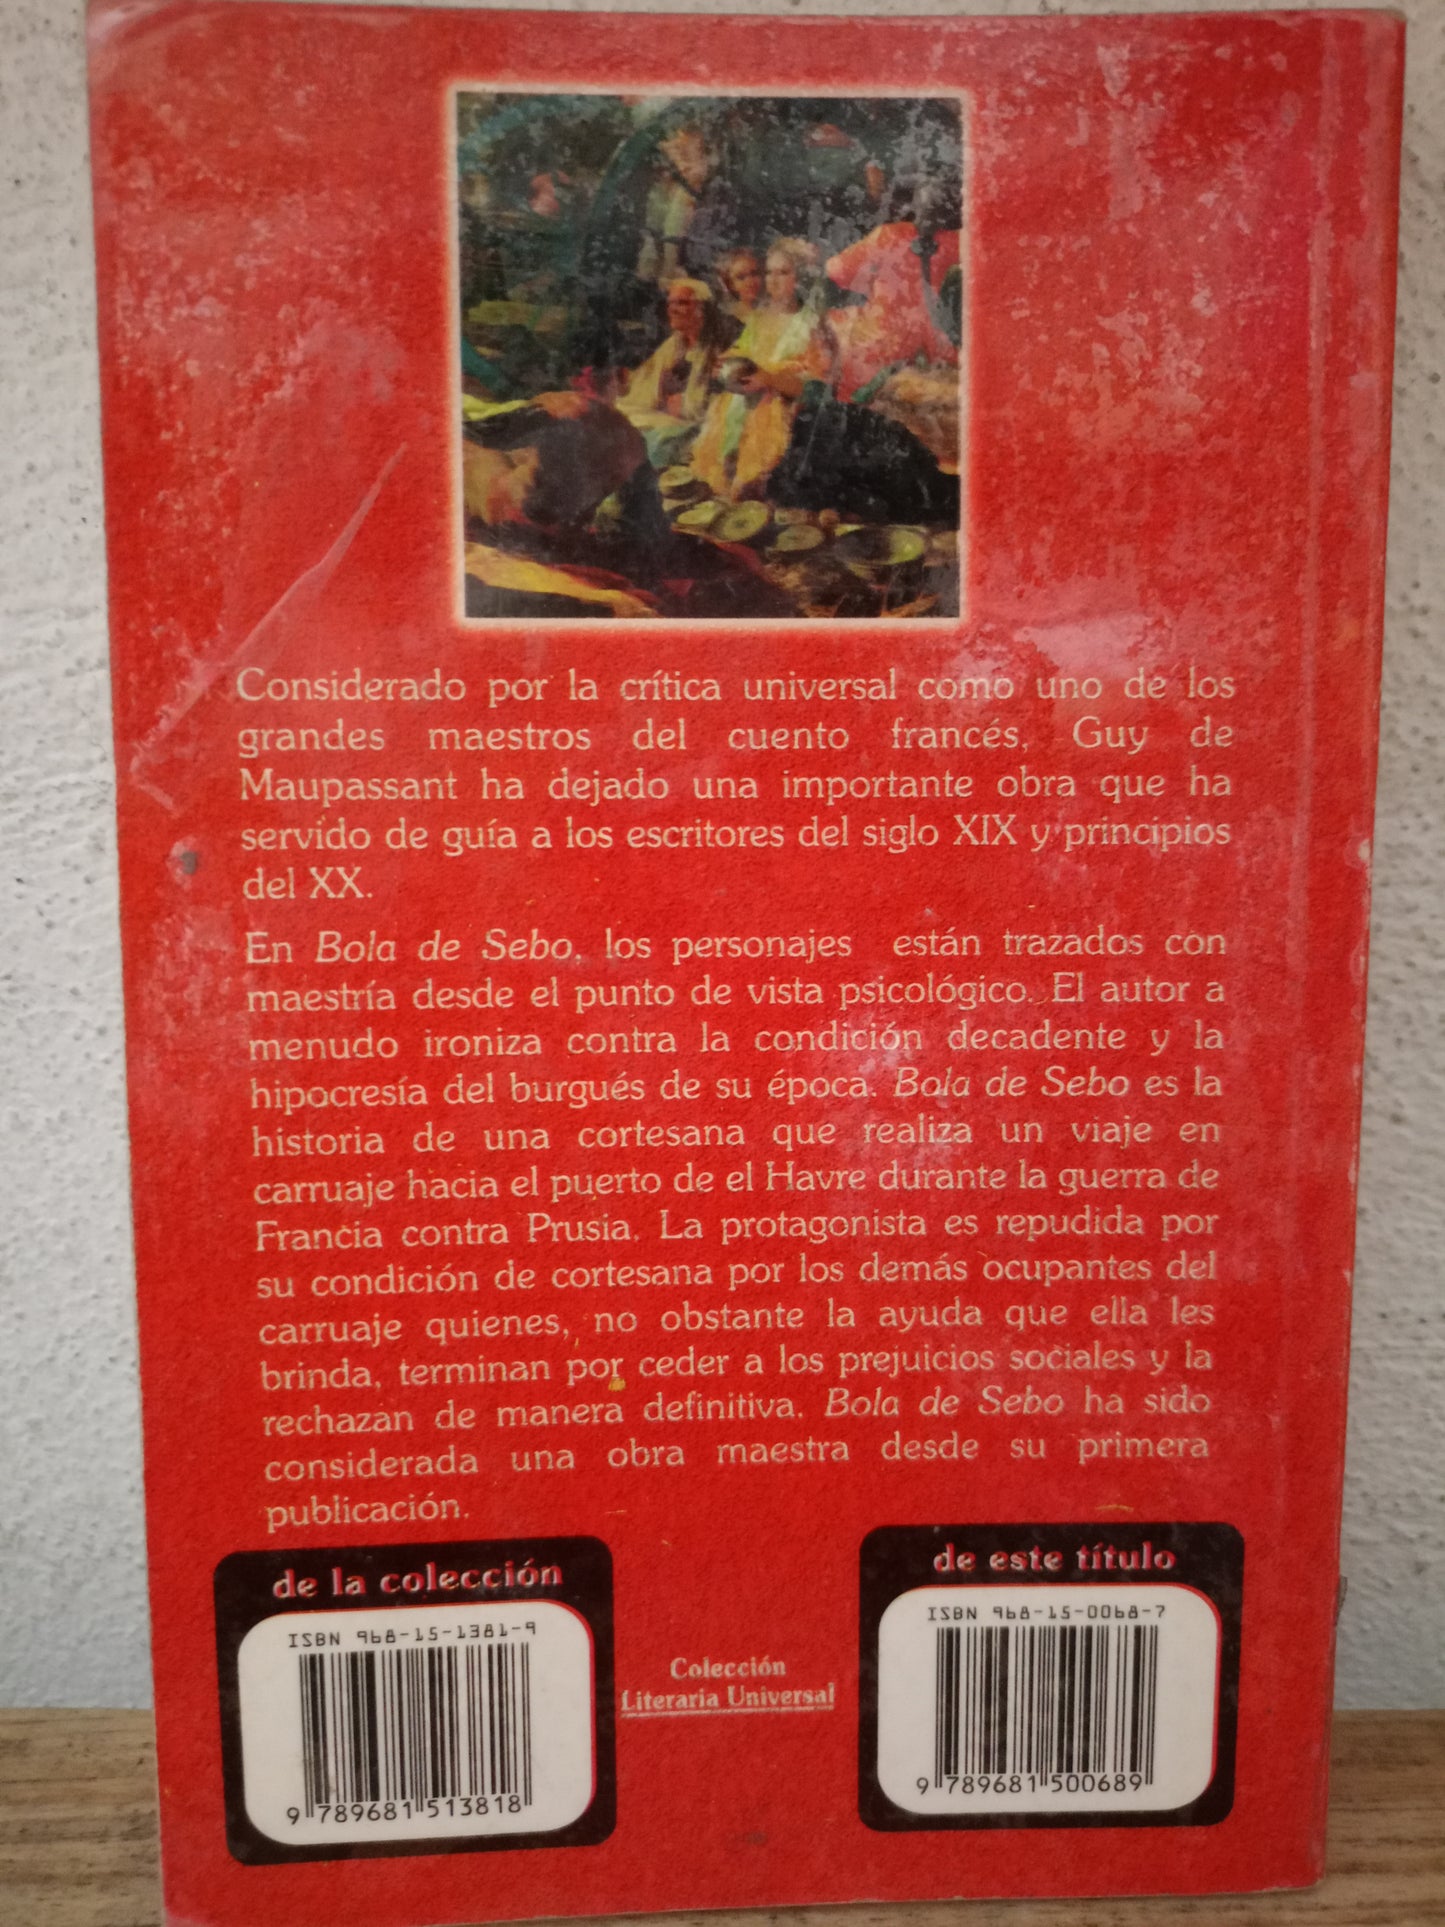 Considerado por la crítica universal como uno de los
grandes maestros del cuento francés, Guy de
Maupassant ha dejado una importante obra que ha
servido de guía a los escritores del siglo XIX y principios
del XX.
En Bola de Sebo, los personajes están trazados con
maestría desde el punto de vista psicológico. El autor a
menudo ironiza contra la condición decadente y la
hipocresía del burgués de su época. Bola de Sebo es la
historia de una cortesana que realiza un viaje en
carruaje hacia el puerto de el Havre durante la guerra de
Francia contra Prusia. La protagonista es repudida por
su condición de cortesana por los demás ocupantes del
carruaje quienes, no obstante la ayuda que ella les
brinda, terminan por ceder a los prejuicios sociales y la
rechazan de manera definitiva. Bola de Sebo ha sido
considerada una obra maestra desde su primera
publicación.
de la colección
ISBN 968-15-1381-9
9 789681 513818
Colección
Literaria Universal
de este título
ISBN 968-15-0068-7
9 789681 500689